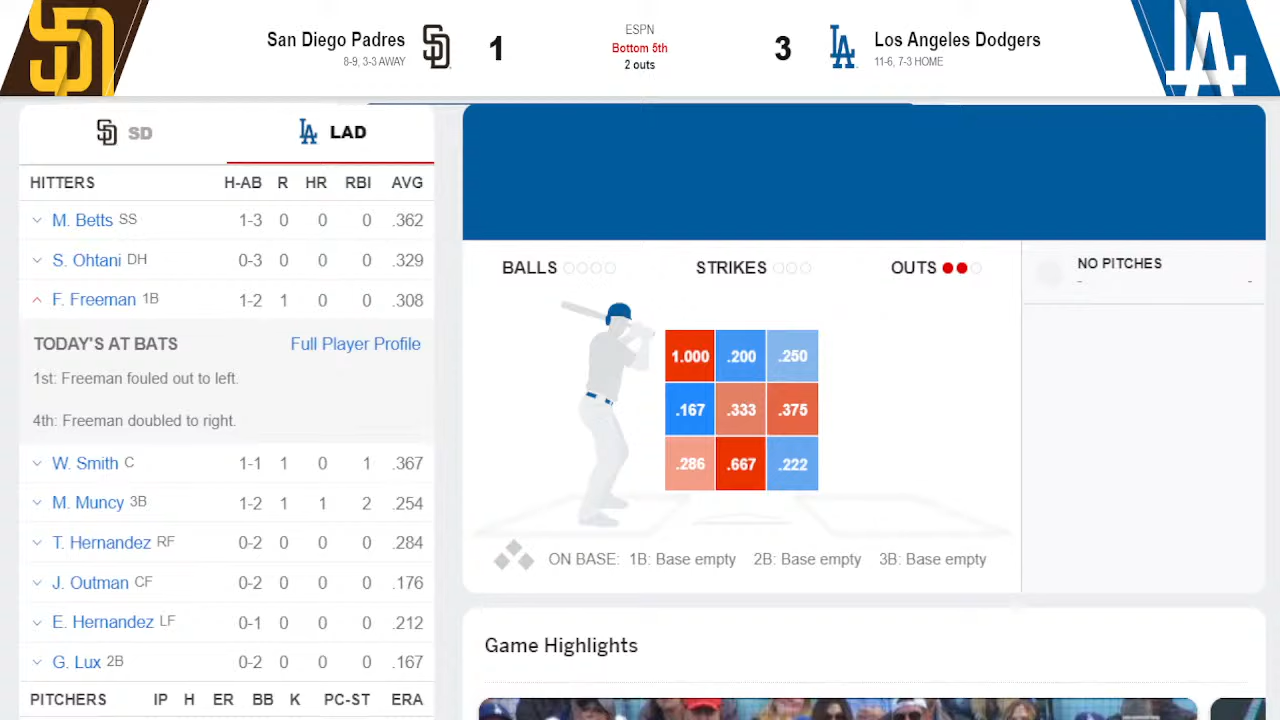 San Diego Padres
8-9, 3-3 AWAY
SD
1
ESPN
Bottom 5th
2 outs
3
LA
Los Angeles Dodgers
11-6, 7-3 HOME
SD
LAD
HITTERS H-AB R HR RBI AVG
M. Betts SS 1-3 0 0 0 .362
S. Ohtani DH 0-3 0 0 0 .329
F. Freeman 1B 1-2 1 0 0 .308
TODAY'S AT BATS Full Player Profile
1st: Freeman fouled out to left.
4th: Freeman doubled to right.
W. Smith C 1-1 1 0 1 .367
M. Muncy 3B 1-2 1 1 2 .254
T. Hernandez RF 0-2 0 0 0 .284
J. Outman CF 0-2 0 0 0 .176
E. Hernandez LF 0-1 0 0 0 .212
G. Lux 2B 0-2 0 0 0 .167
PITCHERS IP H ER BB K PC-ST ERA
BALLS STRIKES OUTS
1.000 .200 .250
.167 .333 .375
.286 .667 .222
ON BASE: 1B: Base empty 2B: Base empty 3B: Base empty
NO PITCHES
- -
Game Highlights